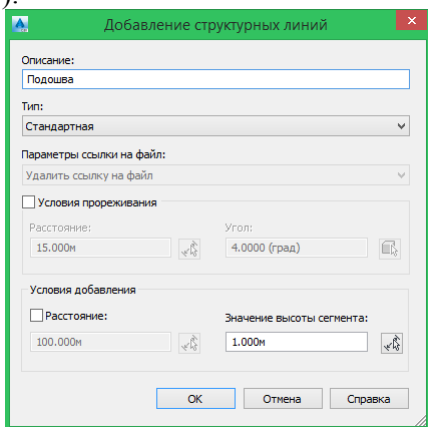 ).
Добавление структурных линий
Описание:
Подошва
Тип:
Стандартная
Параметры ссылки на файл:
Удалить ссылку на файл
Условия прореживания
Расстояние: Угол:
15.000м 4.0000 (град)
Условия добавления
Расстояние: Значение высоты сегмента:
100.000м 1.000м
OK Отмена Справка